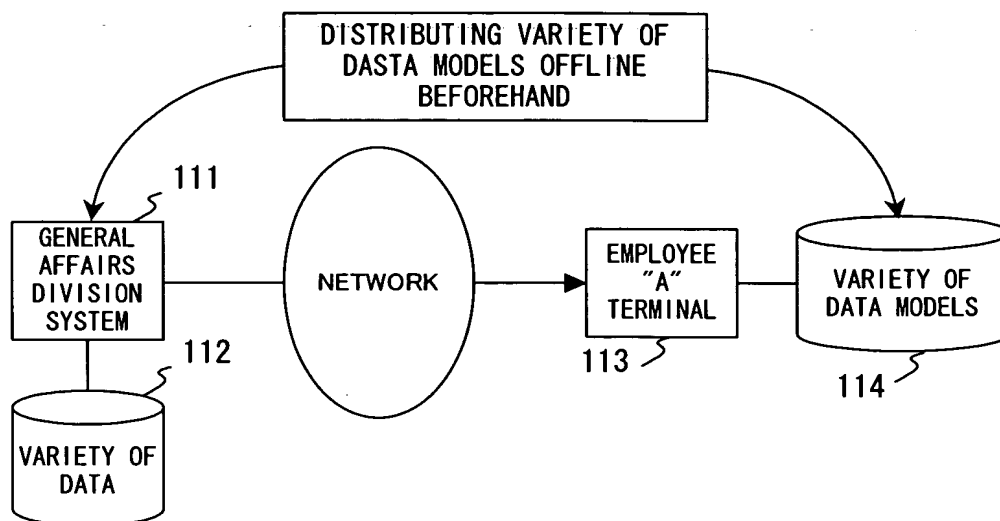 DISTRIBUTING VARIETY OF
DASTA MODELS OFFLINE
BEFOREHAND
111
GENERAL
AFFAIRS
DIVISION
SYSTEM
NETWORK
EMPLOYEE
"A"
TERMINAL
VARIETY OF
DATA MODELS
112
113
114
VARIETY OF
DATA